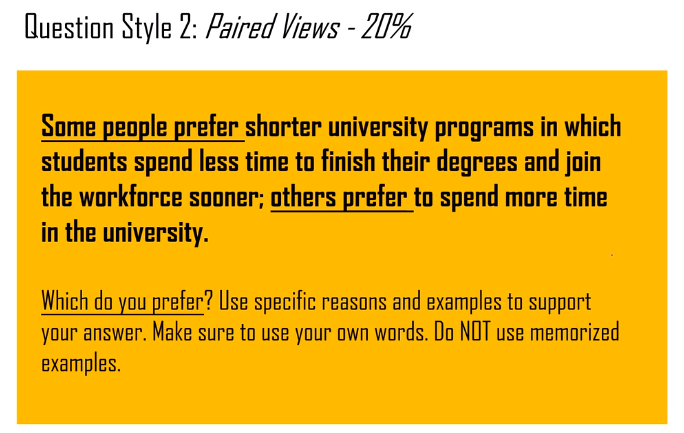 Question Style 2: Paired Views - 20%
Some people prefer shorter university programs in which
students spend less time to finish their degrees and join
the workforce sooner; others prefer to spend more time
in the university.
Which do you prefer? Use specific reasons and examples to support
your answer. Make sure to use your own words. Do NOT use memorized
examples.